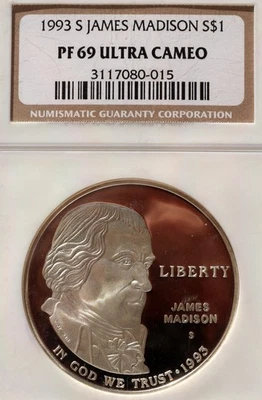 1993 S JAMES MADISON S$1
PF 69 ULTRA CAMEO
3117080-015
NUMISMATIC GUARANTY CORPORATION
LIBERTY
JAMES
MADISON
S
IN GOD WE TRUST · 1993